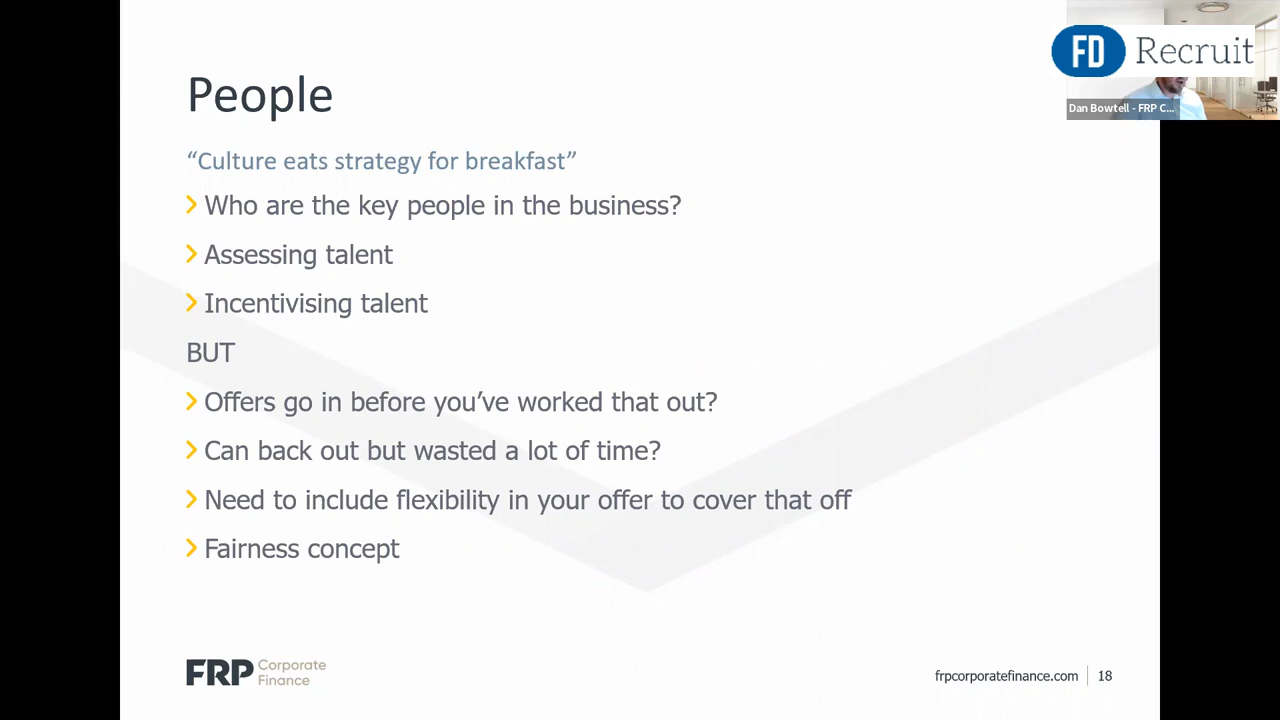 FD Recruit
Dan Bowtell - FRP C...
People
“Culture eats strategy for breakfast”
Who are the key people in the business?
Assessing talent
Incentivising talent
BUT
Offers go in before you’ve worked that out?
Can back out but wasted a lot of time?
Need to include flexibility in your offer to cover that off
Fairness concept
FRP Corporate
Finance
frpcorporatefinance.com 18